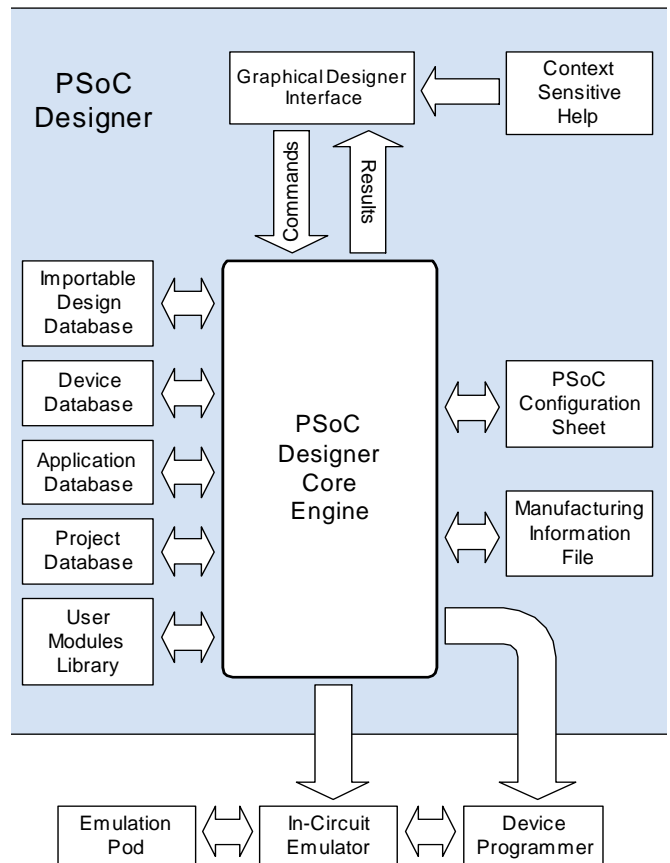 PSoC
Designer
Graphical Designer
Interface
Context
Sensitive
Help
Commands
Results
Importable
Design
Database
Device
Database
Application
Database
Project
Database
User
Modules
Library
PSoC
Designer
Core
Engine
PSoC
Configuration
Sheet
Manufacturing
Information
File
Emulation
Pod
In-Circuit
Emulator
Device
Programmer